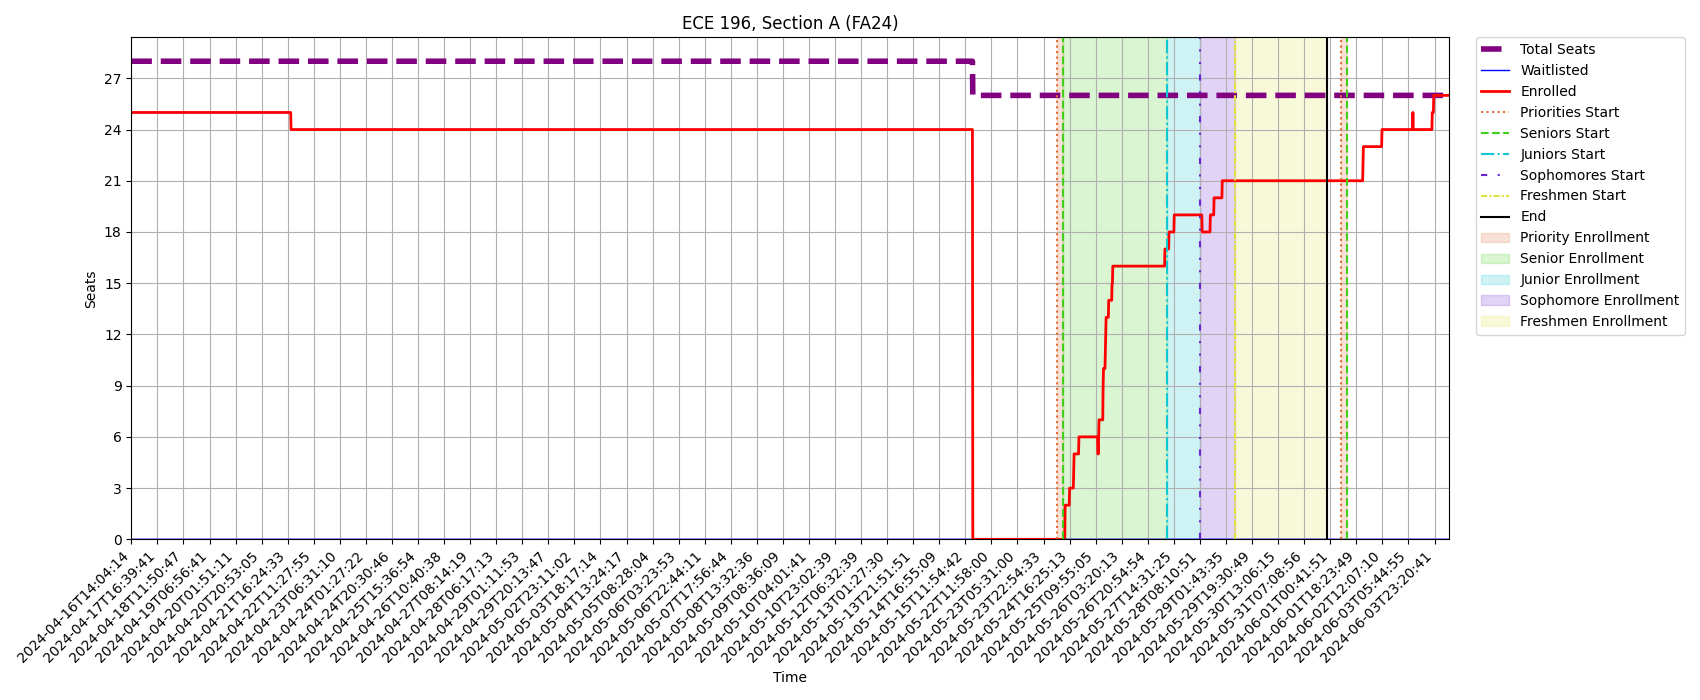 ECE 196, Section A (FA24)
Seats
27
24
21
18
15
12
9
6
3
0
2024-04-16T14:04:14
2024-04-17T16:39:41
2024-04-18T11:50:47
2024-04-19T06:56:41
2024-04-20T01:51:11
2024-04-20T20:53:05
2024-04-21T16:24:33
2024-04-22T11:27:55
2024-04-23T06:31:10
2024-04-24T01:27:22
2024-04-24T20:30:46
2024-04-25T15:36:54
2024-04-26T10:40:38
2024-04-27T08:14:19
2024-04-28T06:17:13
2024-04-29T01:11:53
2024-04-29T20:13:47
2024-05-02T23:11:02
2024-05-03T18:17:14
2024-05-04T13:24:17
2024-05-05T08:28:04
2024-05-06T03:23:53
2024-05-06T22:44:11
2024-05-07T17:56:44
2024-05-08T13:32:36
2024-05-09T08:36:09
2024-05-10T04:01:41
2024-05-10T23:02:39
2024-05-12T06:32:39
2024-05-13T01:27:30
2024-05-13T21:51:51
2024-05-14T16:55:09
2024-05-15T11:54:42
2024-05-22T11:58:00
2024-05-23T05:31:00
2024-05-23T22:54:33
2024-05-24T16:25:13
2024-05-25T09:55:05
2024-05-26T03:20:13
2024-05-26T20:54:54
2024-05-27T14:31:25
2024-05-28T08:10:51
2024-05-29T01:43:35
2024-05-29T19:30:49
2024-05-30T13:06:15
2024-05-31T07:08:56
2024-06-01T00:41:51
2024-06-01T18:23:49
2024-06-02T12:07:10
2024-06-03T05:44:55
2024-06-03T23:20:41
Time
Total Seats
Waitlisted
Enrolled
Priorities Start
Seniors Start
Juniors Start
Sophomores Start
Freshmen Start
End
Priority Enrollment
Senior Enrollment
Junior Enrollment
Sophomore Enrollment
Freshmen Enrollment